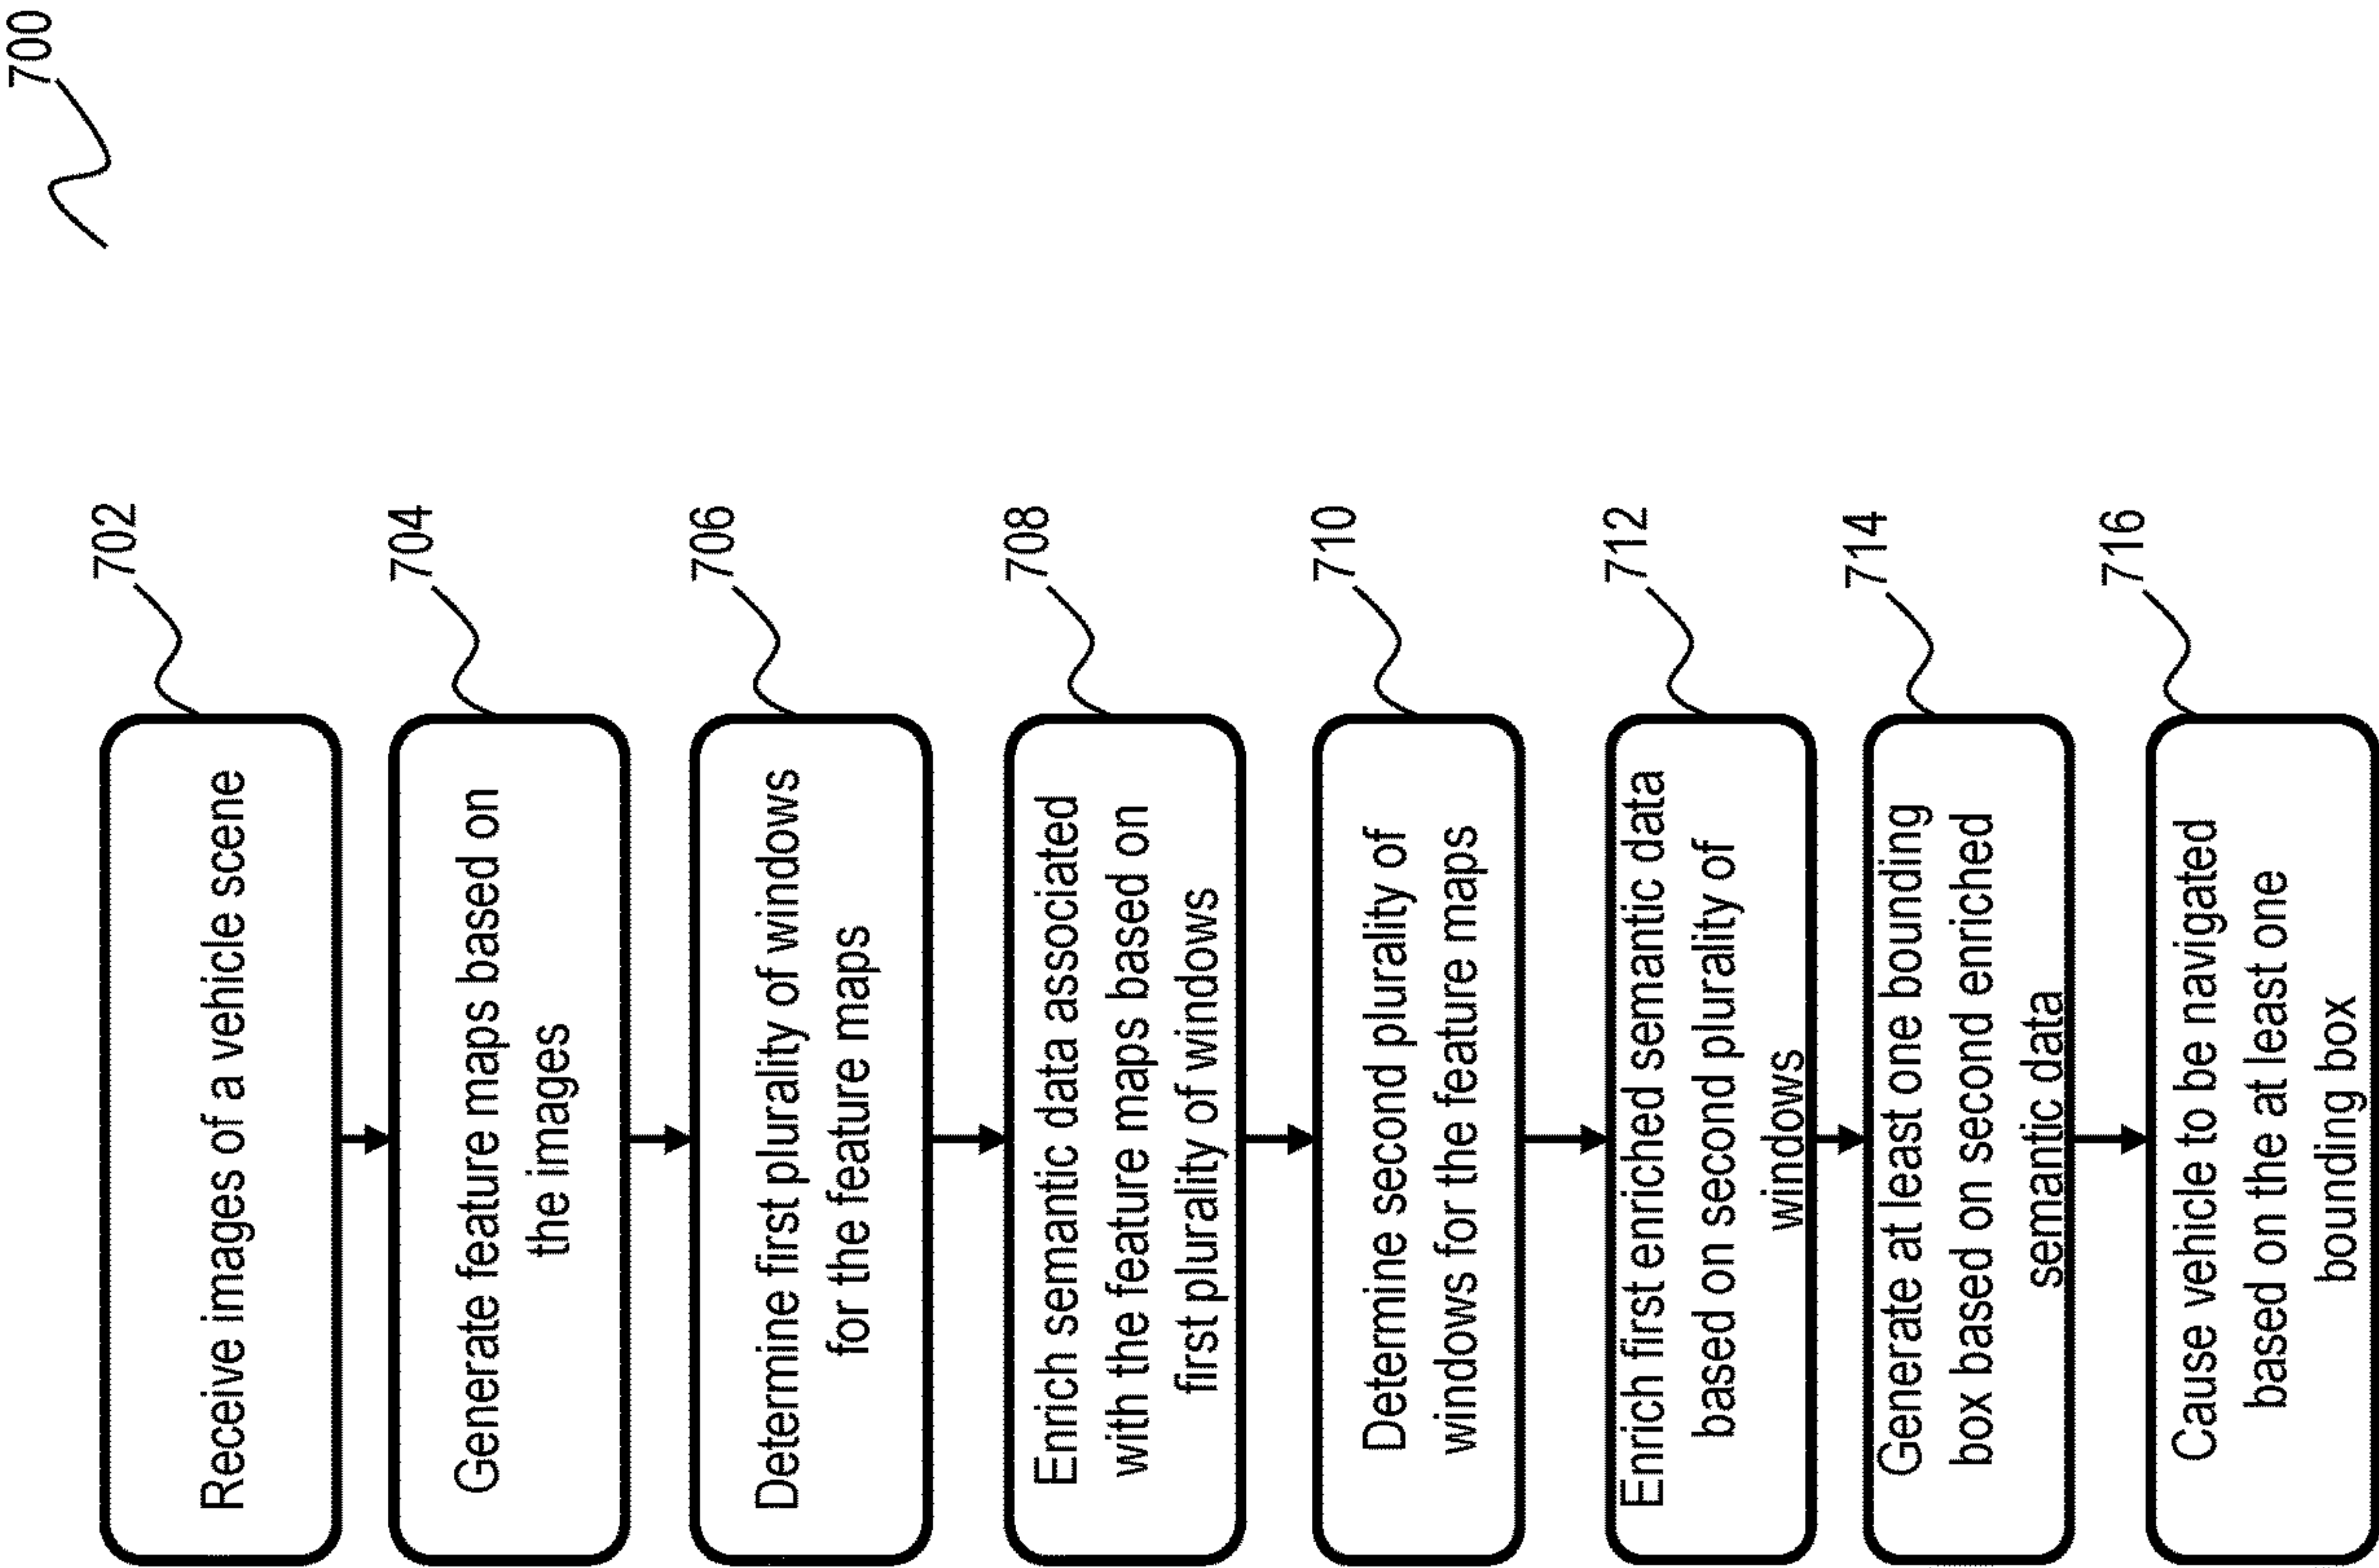 700
702
Receive images of a vehicle scene
704
Generate feature maps based on
the images
706
Determine first plurality of windows
for the feature maps
708
Enrich semantic data associated
with the feature maps based on
first plurality of windows
710
Determine second plurality of
windows for the feature maps
712
Enrich first enriched semantic data
based on second plurality of
windows
714
Generate at least one bounding
box based on second enriched
semantic data
716
Cause vehicle to be navigated
based on the at least one
bounding box